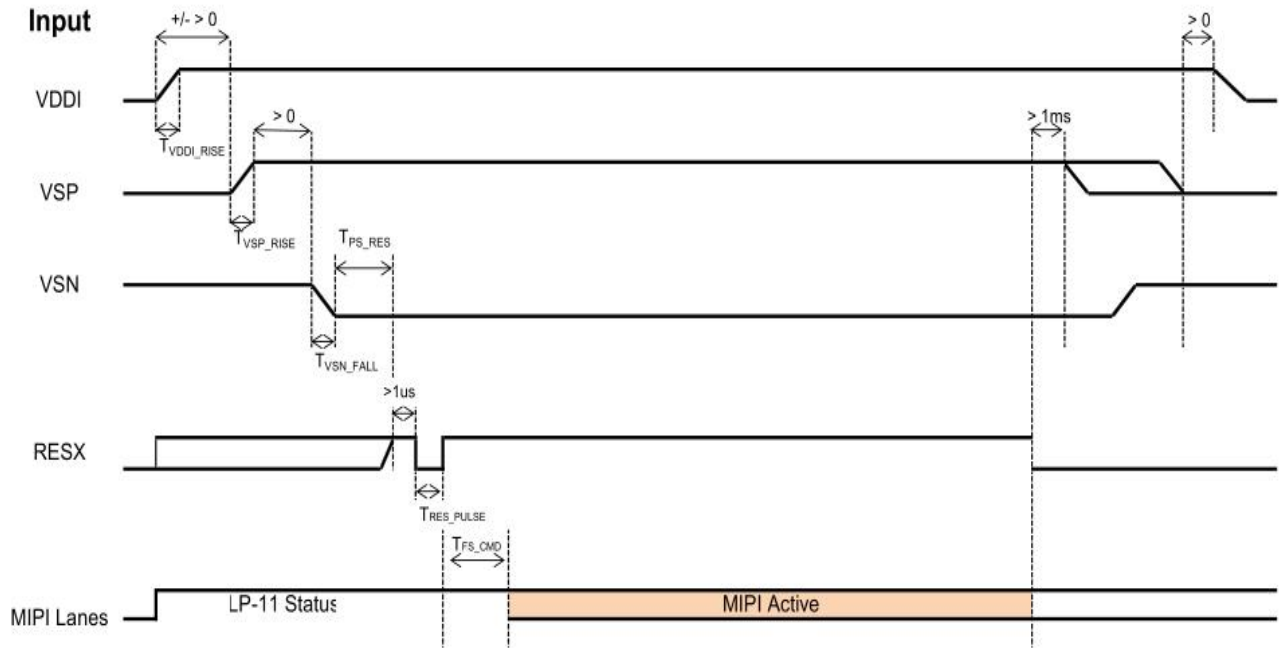 Input
+/- > 0
> 0
VDDI
> 0
> 1ms
TVDDI_RISE
VSP
TVSP_RISE
TPS_RES
VSN
TVSN_FALL
>1us
RESX
TRES_PULSE
TFS_CMD
LP-11 Status
MIPI Active
MIPI Lanes